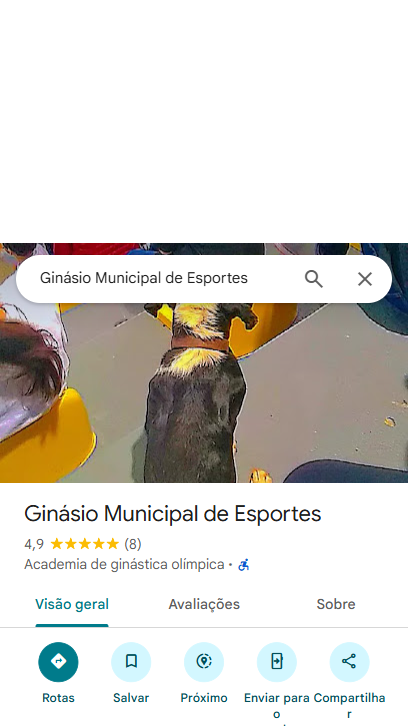 Ginásio Municipal de Esportes
Ginásio Municipal de Esportes
4,9 (8)
Academia de ginástica olímpica ·
Visão geral Avaliações Sobre
Rotas Salvar Próximo Enviar para Compartilha
o r